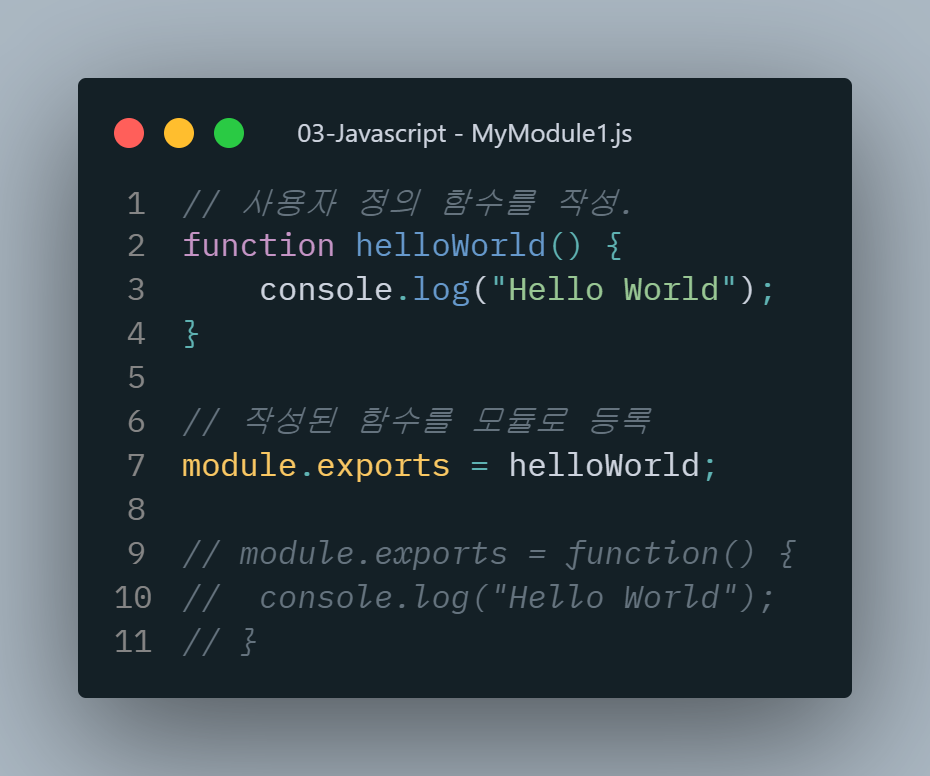 03-Javascript - MyModule1.js
1 // 사용자 정의 함수를 작성.
2 function helloWorld() {
3     console.log("Hello World");
4 }
5
6 // 작성된 함수를 모듈로 등록
7 module.exports = helloWorld;
8
9 // module.exports = function() {
10 //  console.log("Hello World");
11 // }